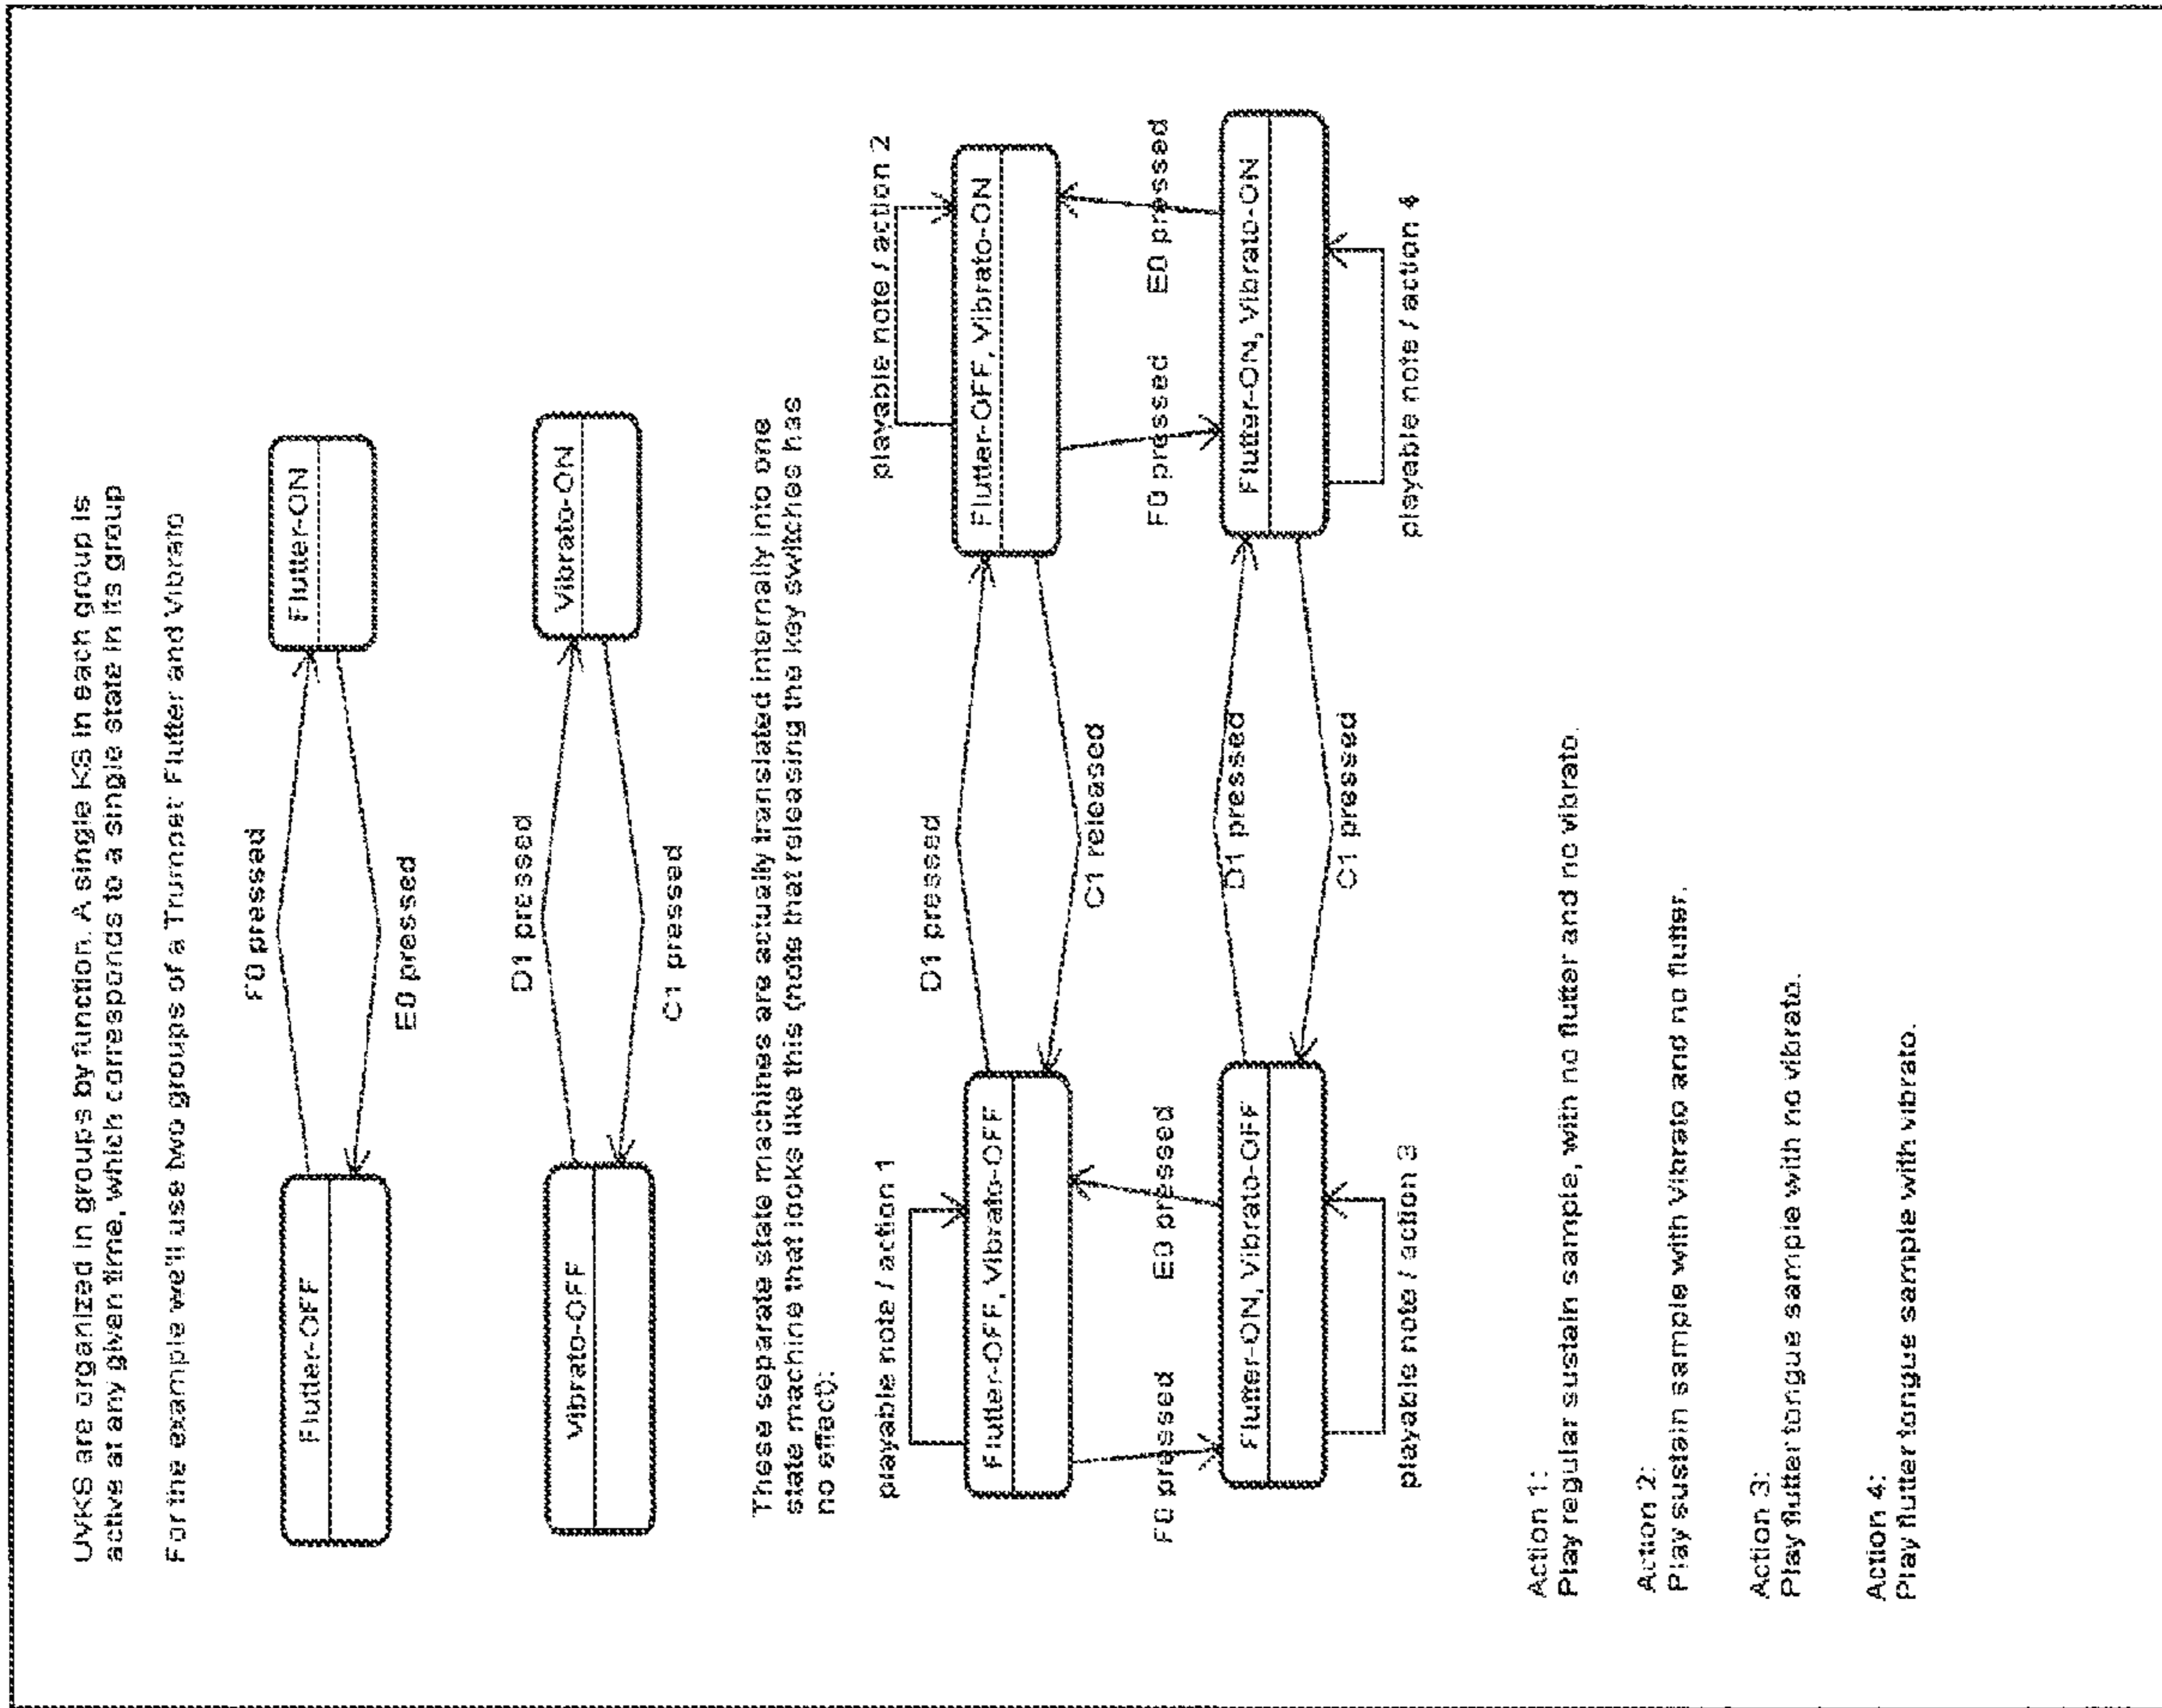 UVKS are organized in groups by function. A single KS in each group is
active at any given time, which corresponds to a single state in its group
For the example we'll use two groups of a Trumpet: Flutter and Vibrato
F0 pressed
Flutter-OFF
Flutter-ON
E0 pressed
D1 pressed
Vibrato-OFF
Vibrato-ON
C1 pressed
These separate state machines are actually translated internally into one
state machine that looks like this (note that releasing the key switches has
no effect):
playable note / action 1
playable note / action 2
D1 pressed
Flutter-OFF, Vibrato-OFF
Flutter-OFF, Vibrato-ON
C1 released
F0 pressed
E0 pressed
F0 pressed
E0 pressed
D1 pressed
Flutter-ON, Vibrato-OFF
Flutter-ON, Vibrato-ON
C1 pressed
playable note / action 3
playable note / action 4
Action 1:
Play regular sustain sample, with no flutter and no vibrato.
Action 2:
Play sustain sample with Vibrato and no flutter.
Action 3:
Play flutter tongue sample with no vibrato.
Action 4:
Play flutter tongue sample with vibrato.